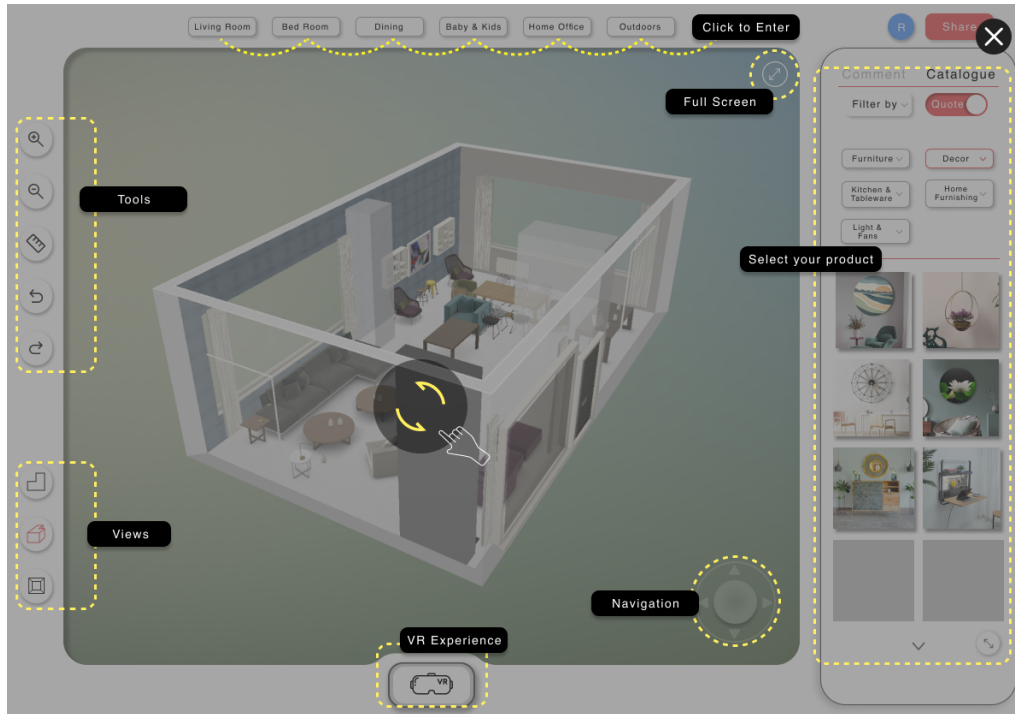 Living Room
Bed Room
Dining
Baby & Kids
Home Office
Outdoors
Click to Enter
R
Share
Comment
Catalogue
Full Screen
Filter by
Quote
Tools
Furniture
Decor
Kitchen &
Tableware
Home
Furnishing
Light &
Fans
Select your product
Views
Navigation
VR Experience
VR